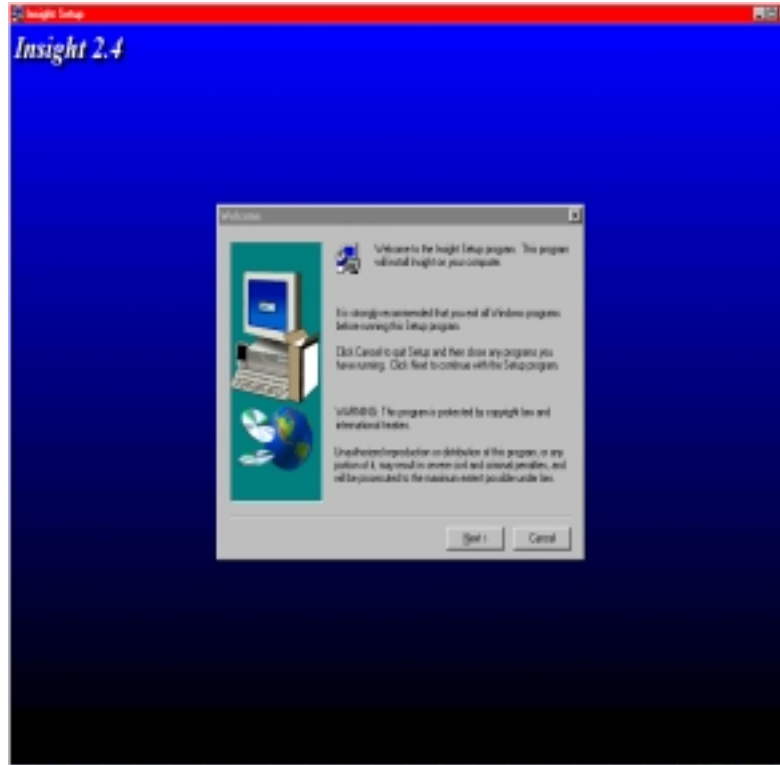 Insight Setup
Insight 2.4
Welcome
Welcome to the Insight Setup program. This program
will install Insight on your computer.
It is strongly recommended that you exit all Windows programs
before running this Setup program.
Click Cancel to quit Setup and then close any programs you
have running. Click Next to continue with the Setup program.
WARNING: This program is protected by copyright law and
international treaties.
Unauthorized reproduction or distribution of this program, or any
portion of it, may result in severe civil and criminal penalties, and
will be prosecuted to the maximum extent possible under law.
Next >
Cancel